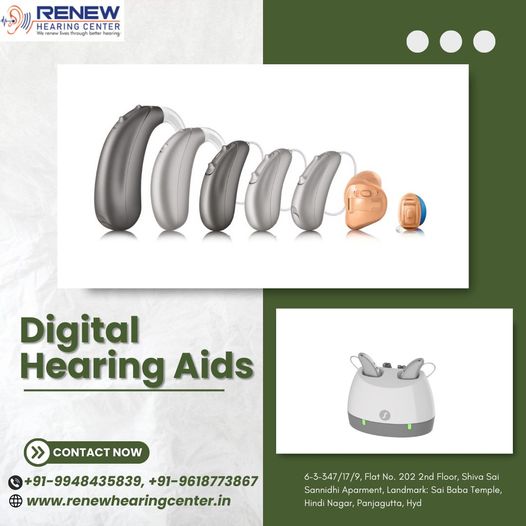 RENEW
HEARING CENTER
We renew lives through better hearing
Digital
Hearing Aids
CONTACT NOW
+91-9948435839, +91-9618773867
www.renewhearingcenter.in
6-3-347/17/9, Flat No. 202 2nd Floor, Shiva Sai
Sannidhi Aparment, Landmark: Sai Baba Temple,
Hindi Nagar, Panjagutta, Hyd